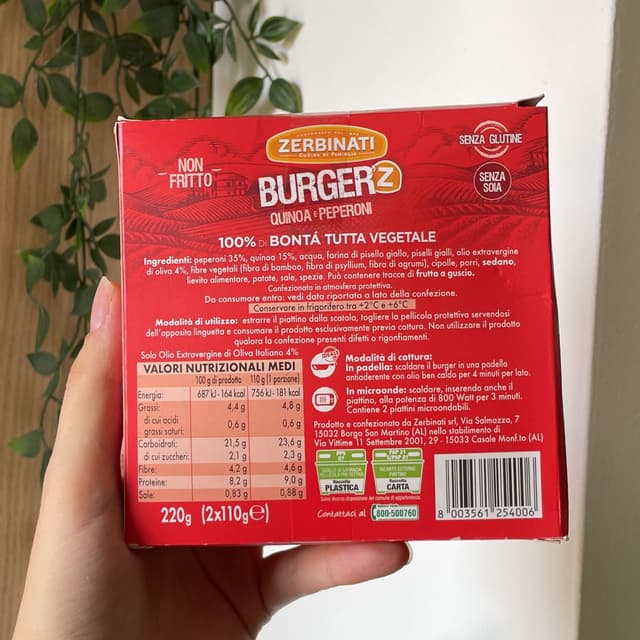 ZERBINATI
CUCINA DI FAMIGLIA
NON
FRITTO
SENZA GLUTINE
SENZA
SOIA
BURGER Z
QUINOA E PEPERONI
100% DI BONTÁ TUTTA VEGETALE
Ingredienti: peperoni 35%, quinoa 15%, acqua, farina di pisello giallo, piselli gialli, olio extravergine
di oliva 4%, fibre vegetali (fibra di bamboo, fibra di psyllium, fibra di agrumi), cipolle, porri, sedano,
lievito alimentare, patate, sale, spezie. Può contenere tracce di frutta a guscio.
Confezionato in atmosfera protettiva.
Da consumare entro: vedi data riportata a lato della confezione.
Conservare in frigorifero tra +2°C e +6°C
Modalità di utilizzo: estrarre il piattino dalla scatola, togliere la pellicola protettiva servendosi
dell'apposita linguetta e consumare il prodotto esclusivamente previa cottura. Non utilizzare il prodotto
qualora la confezione presenti difetti o rigonfiamenti.
Solo Olio Extravergine di Oliva Italiano 4%
VALORI NUTRIZIONALI MEDI
100 g di prodotto 110 g (1 porzione)
Energia: 687 kJ - 164 kcal 756 kJ - 181 kcal
Grassi: 4,4 g 4,8 g
di cui acidi
grassi saturi: 0,6 g 0,6 g
Carboidrati: 21,5 g 23,6 g
di cui zuccheri: 2,1 g 2,3 g
Fibre: 4,2 g 4,6 g
Proteine: 8,2 g 9,0 g
Sale: 0,83 g 0,88 g
220g (2x110g℮)
Modalità di cottura:
In padella: scaldare il burger in una padella
antiaderente con olio ben caldo per 4 minuti per lato.
In microonde: scaldare, inserendo anche il
piattino, alla potenza di 800 Watt per 3 minuti.
Contiene 2 piattini microondabili.
Prodotto e confezionato da Zerbinati srl, Via Salmazza, 7
15032 Borgo San Martino (AL) nello stabilimento di
Via Vittime 11 Settembre 2001, 29 - 15033 Casale Monf.to (AL)
Raccolta
PLASTICA
PAP 21
Raccolta
CARTA
Contattaci al 800-500760
8 003561 254006